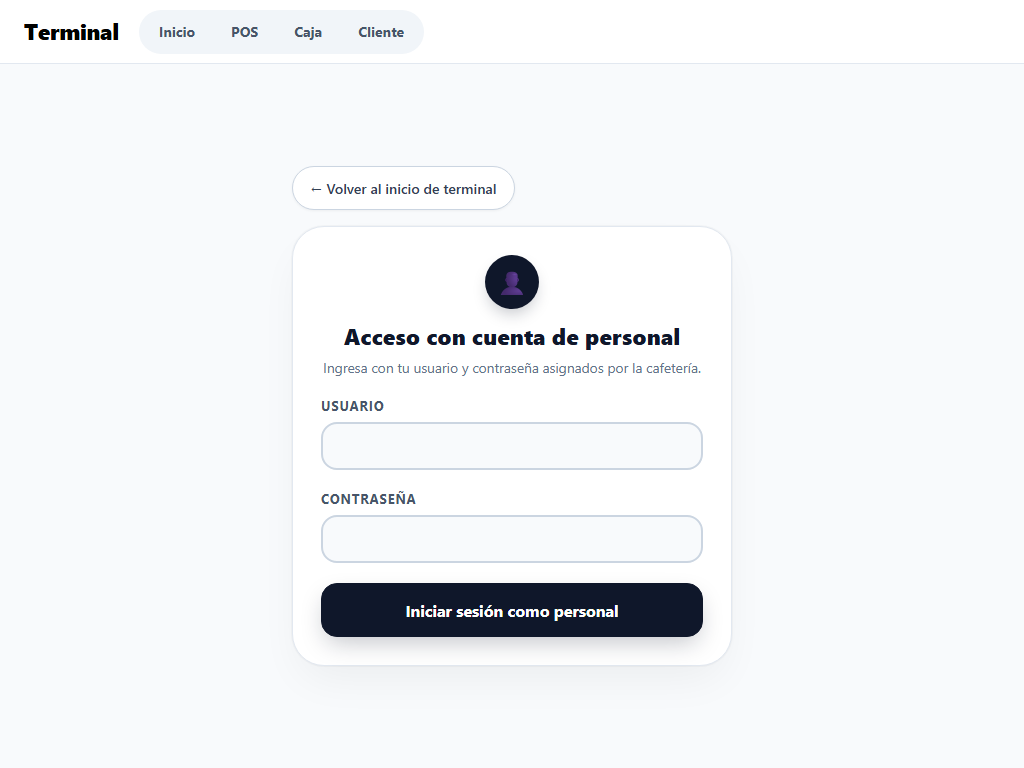 Terminal
Inicio POS Caja Cliente
← Volver al inicio de terminal
Acceso con cuenta de personal
Ingresa con tu usuario y contraseña asignados por la cafetería.
USUARIO
CONTRASEÑA
Iniciar sesión como personal